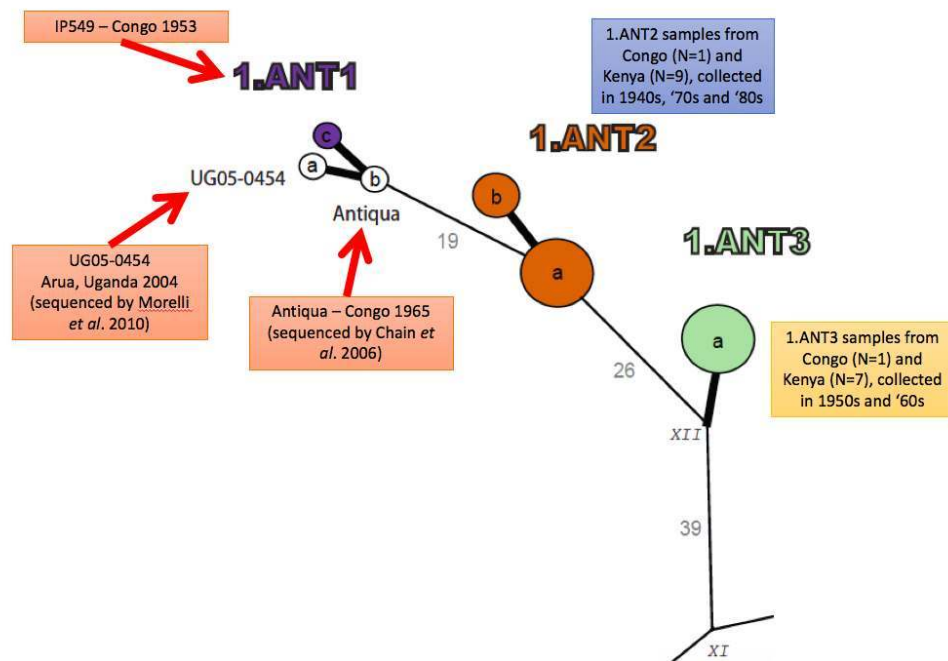 IP549 – Congo 1953
1.ANT1
1.ANT2 samples from
Congo (N=1) and
Kenya (N=9), collected
in 1940s, ‘70s and ‘80s
1.ANT2
c
a
b
UG05-0454
Antiqua
b
a
19
1.ANT3
a
UG05-0454
Arua, Uganda 2004
(sequenced by Morelli
et al. 2010)
Antiqua – Congo 1965
(sequenced by Chain et
al. 2006)
26
1.ANT3 samples from
Congo (N=1) and
Kenya (N=7), collected
in 1950s and ‘60s
XII
39
XI